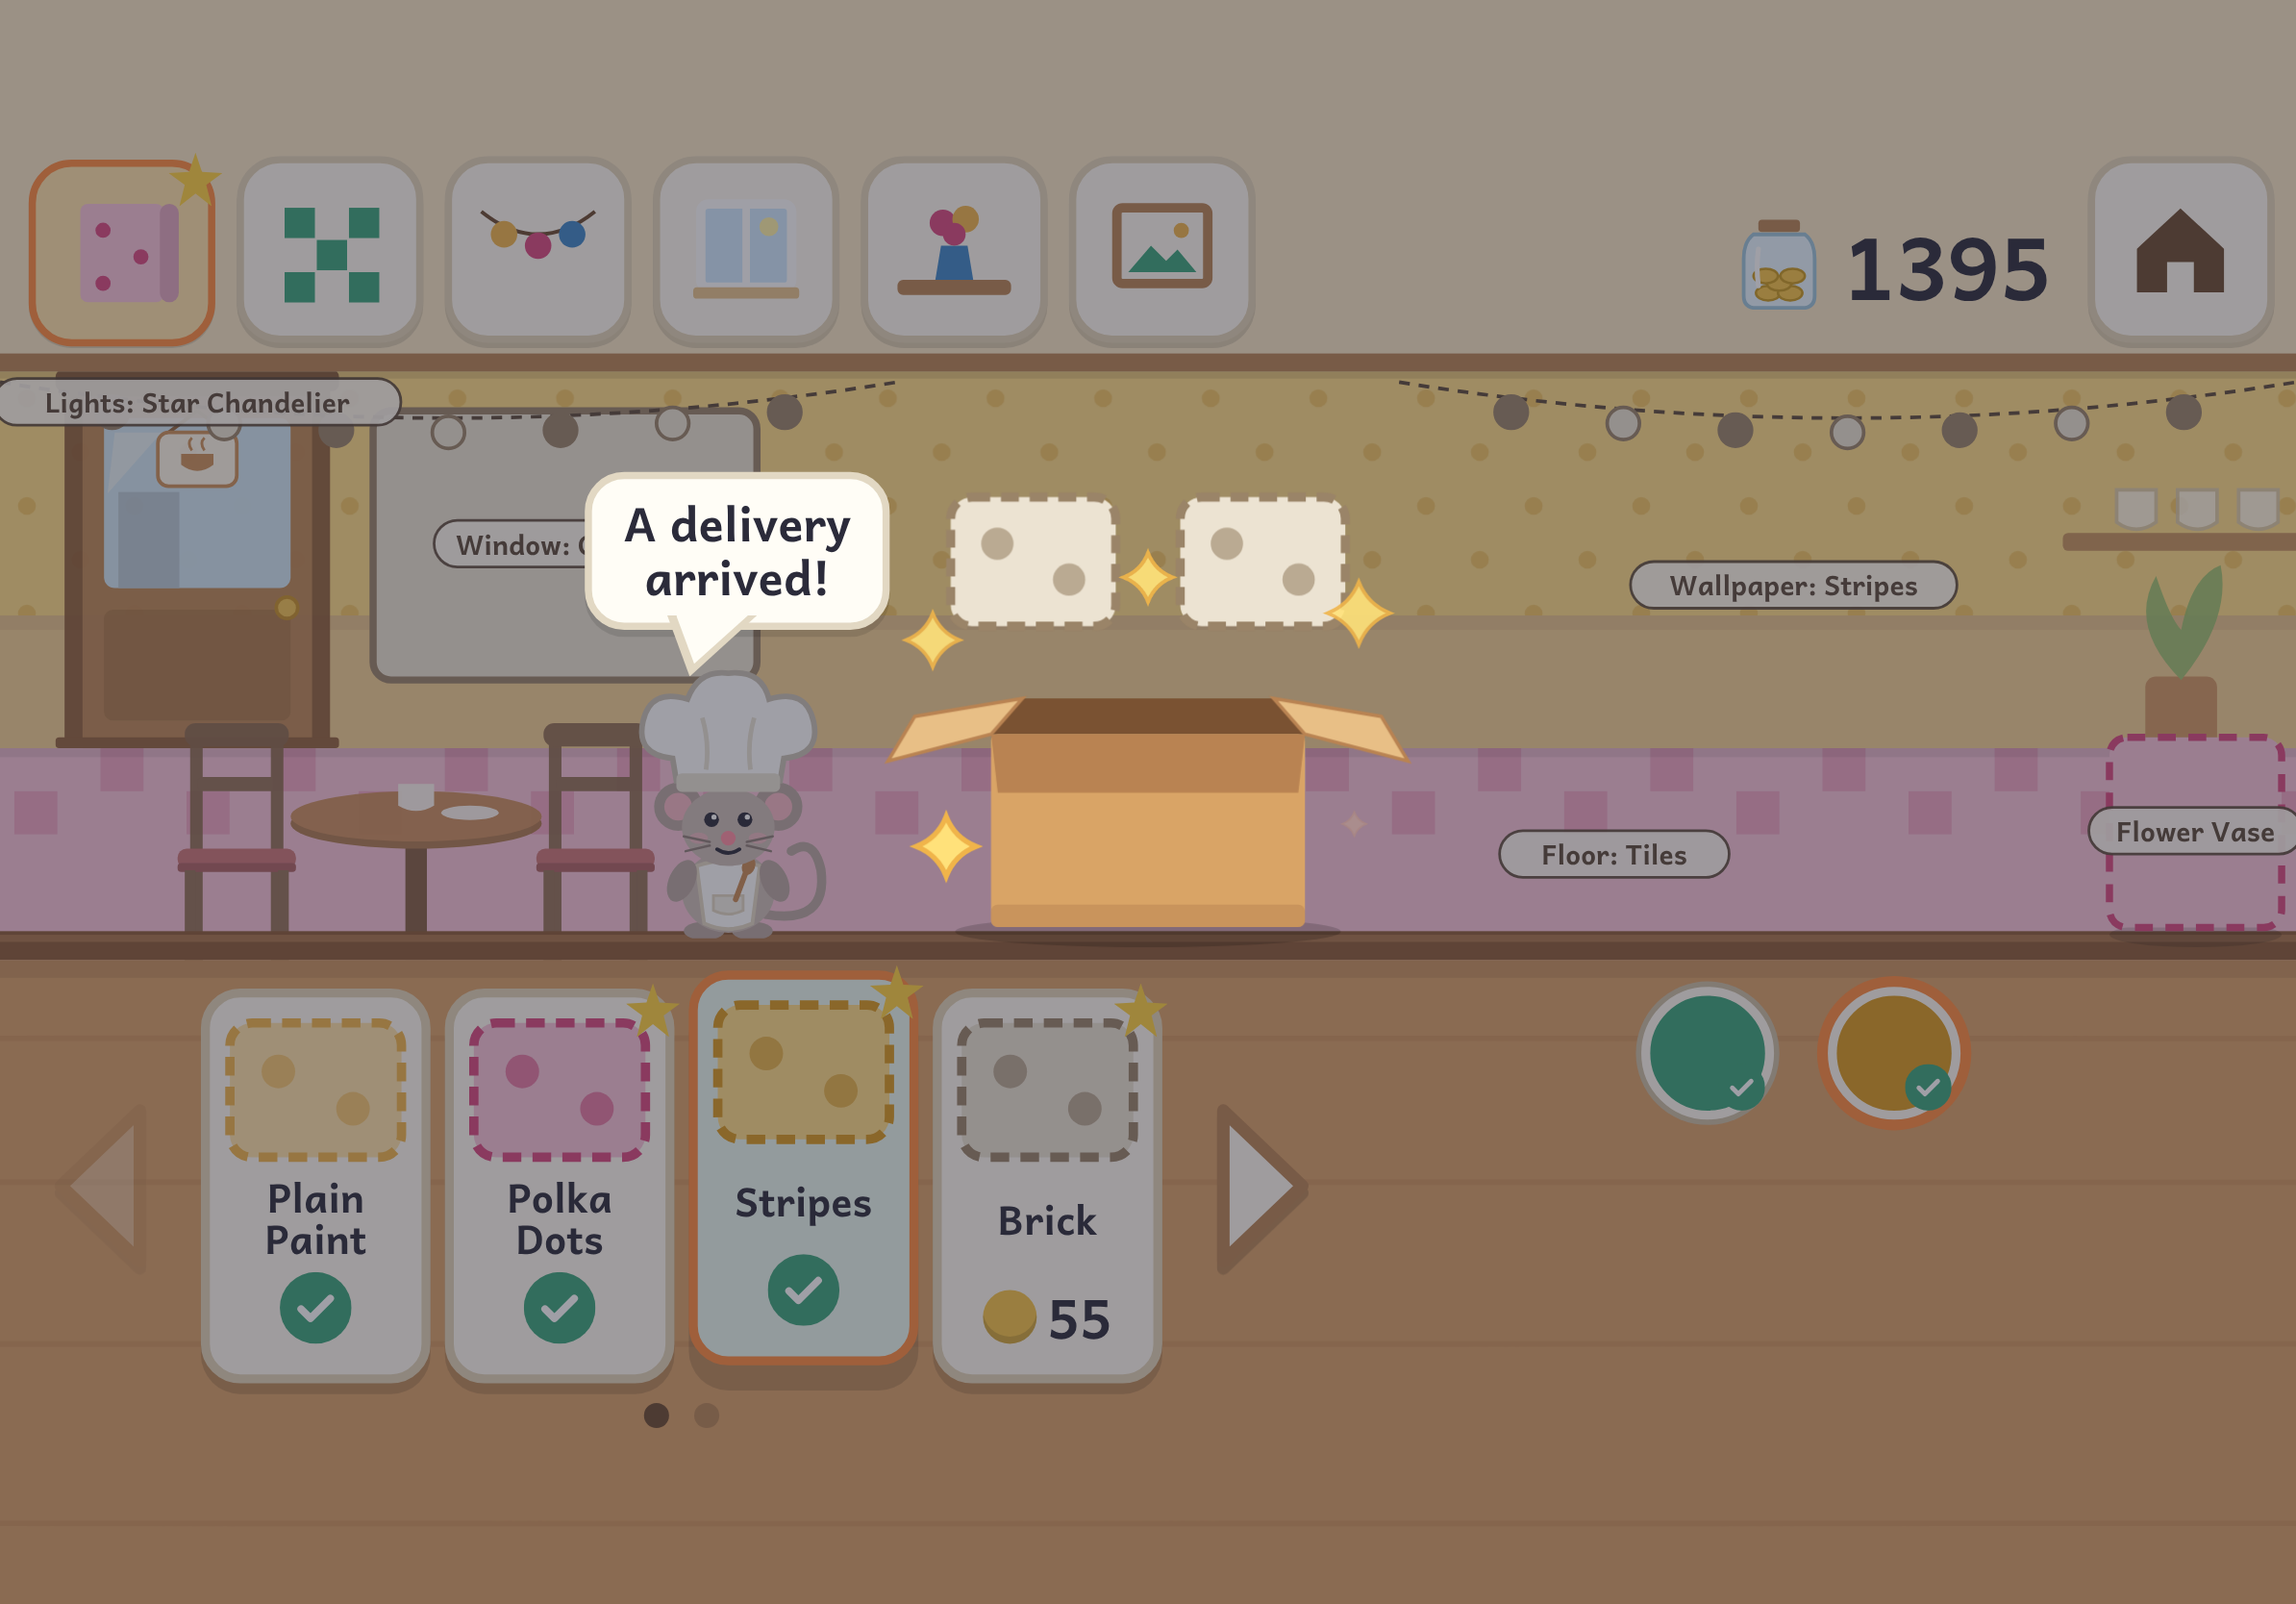 1395
Lights: Star Chandelier
A delivery
arrived!
Window:
Wallpaper: Stripes
Floor: Tiles
Flower Vase
Plain
Paint
Polka
Dots
Stripes
Brick
55